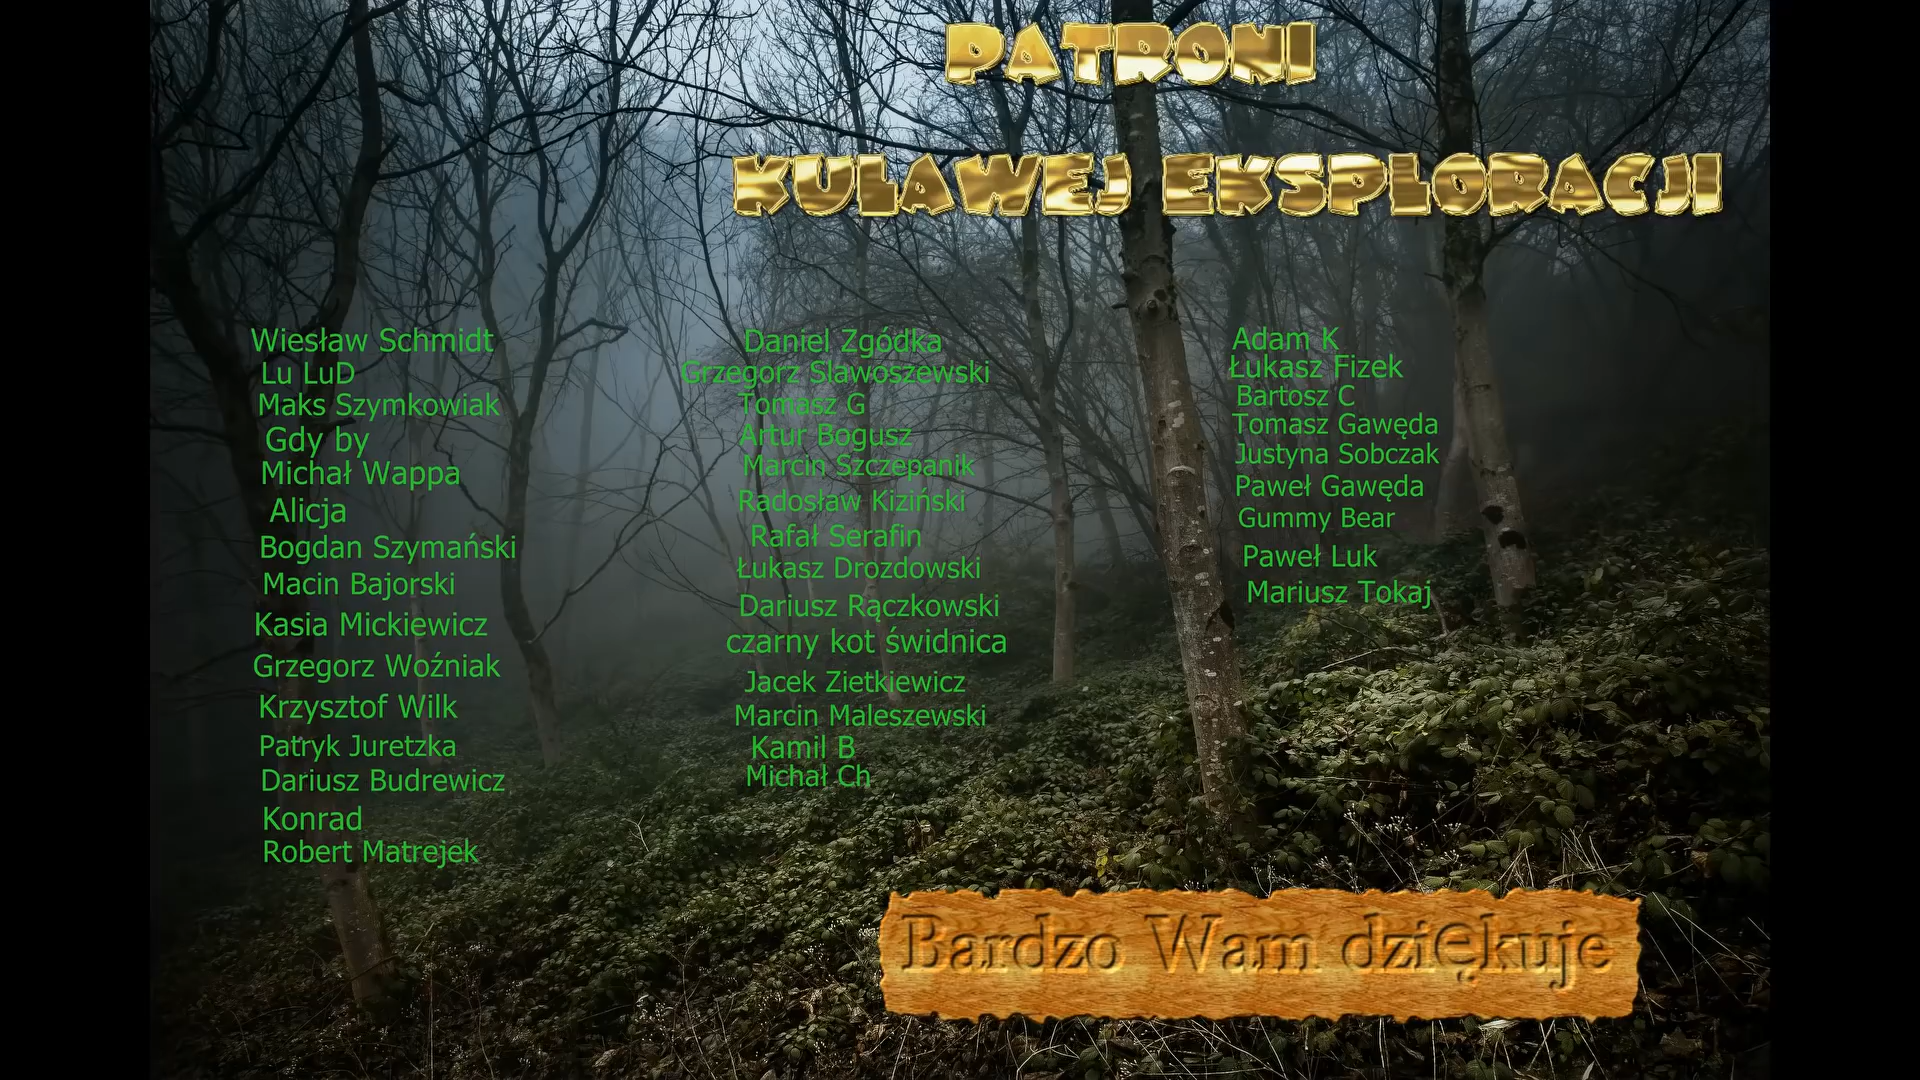 PATRONI
KULAWEJ EKSPLORACJI
Wiesław Schmidt
Lu LuD
Maks Szymkowiak
Gdy by
Michał Wappa
Alicja
Bogdan Szymański
Macin Bajorski
Kasia Mickiewicz
Grzegorz Woźniak
Krzysztof Wilk
Patryk Juretzka
Dariusz Budrewicz
Konrad
Robert Matrejek
Daniel Zgódka
Grzegorz Sławoszewski
Tomasz G
Artur Bogusz
Marcin Szczepanik
Radosław Kiziński
Rafał Serafin
Łukasz Drozdowski
Dariusz Rączkowski
czarny kot świdnica
Jacek Zietkiewicz
Marcin Maleszewski
Kamil B
Michał Ch
Adam K
Łukasz Fizek
Bartosz C
Tomasz Gawęda
Justyna Sobczak
Paweł Gawęda
Gummy Bear
Paweł Luk
Mariusz Tokaj
Bardzo Wam dziękuje